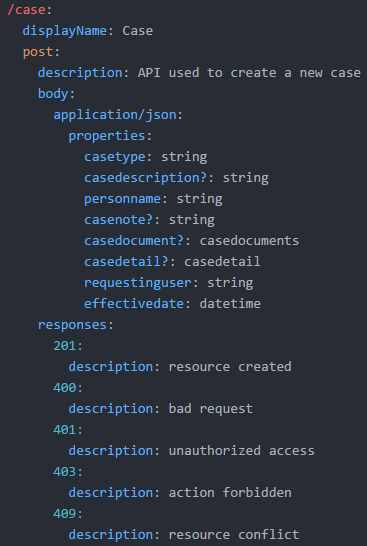 /case:
  displayName: Case
  post:
    description: API used to create a new case
    body:
      application/json:
        properties:
          casetype: string
          casedescription?: string
          personname: string
          casenote?: string
          casedocument?: casedocuments
          casedetail?: casedetail
          requestinguser: string
          effectivedate: datetime
    responses:
      201:
        description: resource created
      400:
        description: bad request
      401:
        description: unauthorized access
      403:
        description: action forbidden
      409:
        description: resource conflict